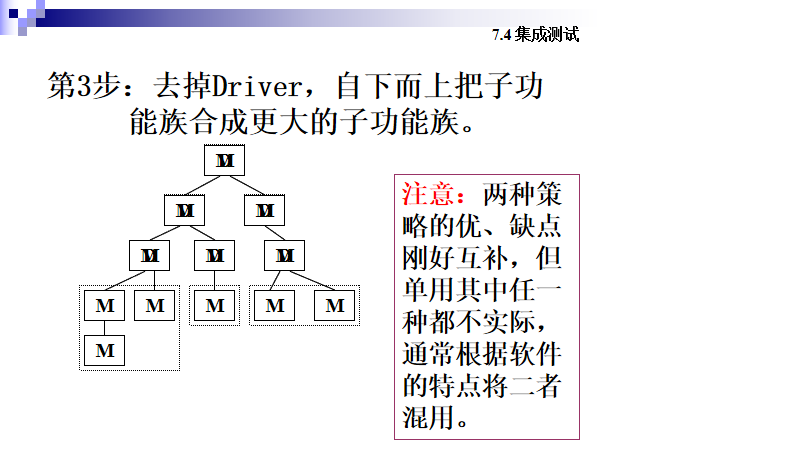 7.4 集成测试
第3步：去掉Driver，自下而上把子功
能族合成更大的子功能族。
注意：两种策
略的优、缺点
刚好互补，但
单用其中任一
种都不实际，
通常根据软件
的特点将二者
混用。
M M M M M
M